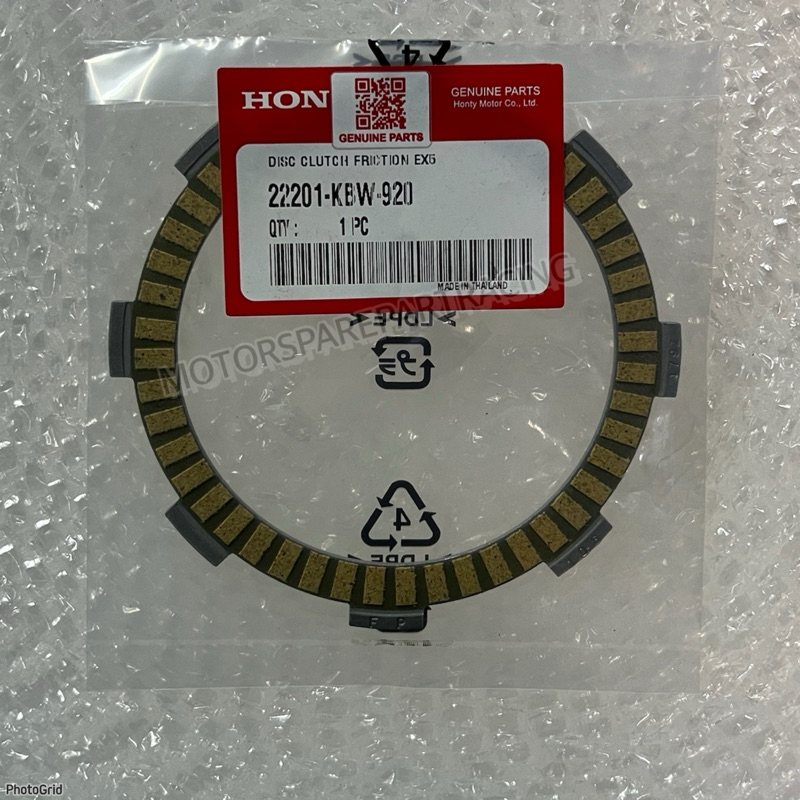 4
HON
GENUINE PARTS
GENUINE PARTS
Honty Motor Co., Ltd.
DISC CLUTCH FRICTION EX5
22201-KBW-920
QTY : 1 PC
MADE IN THAILAND
MOTORSPAREPARTRACING
>LDPE<
4
>LDPE<
F P
PhotoGrid